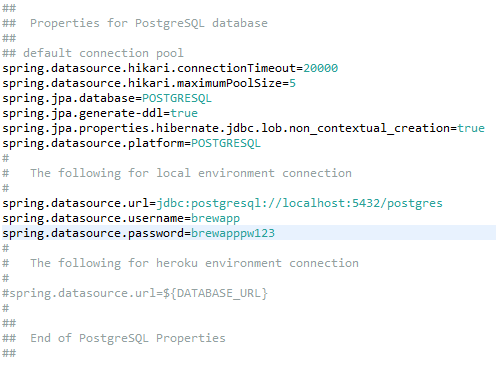 ##
##  Properties for PostgreSQL database
##
## default connection pool
spring.datasource.hikari.connectionTimeout=20000
spring.datasource.hikari.maximumPoolSize=5
spring.jpa.database=POSTGRESQL
spring.jpa.generate-ddl=true
spring.jpa.properties.hibernate.jdbc.lob.non_contextual_creation=true
spring.datasource.platform=POSTGRESQL
#
#   The following for local environment connection
#
spring.datasource.url=jdbc:postgresql://localhost:5432/postgres
spring.datasource.username=brewapp
spring.datasource.password=brewapppw123
#
#   The following for heroku environment connection
#
#spring.datasource.url=${DATABASE_URL}
#
##
##  End of PostgreSQL Properties
##